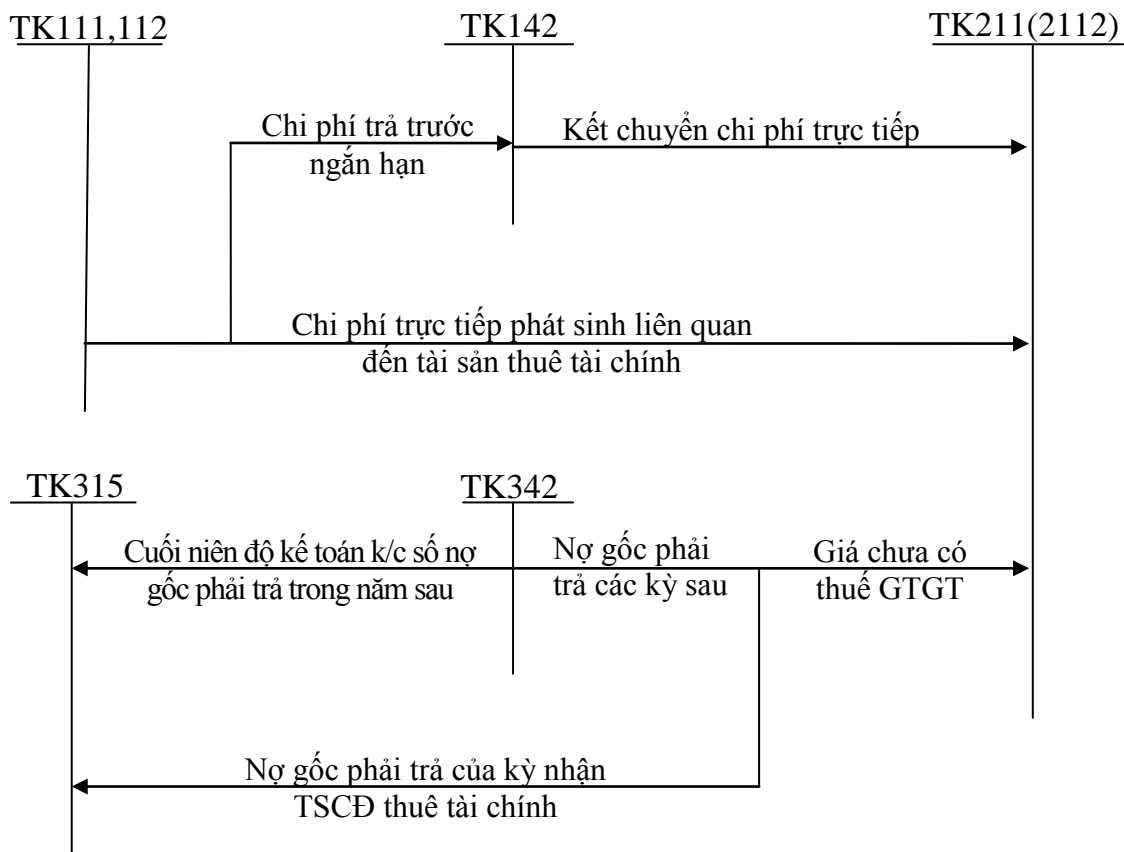 TK111,112
TK142
TK211(2112)
Chi phí trả trước
ngắn hạn
Kết chuyển chi phí trực tiếp
Chi phí trực tiếp phát sinh liên quan
đến tài sản thuê tài chính
TK315
TK342
Cuối niên độ kế toán k/c số nợ
gốc phải trả trong năm sau
Nợ gốc phải
trả các kỳ sau
Giá chưa có
thuế GTGT
Nợ gốc phải trả của kỳ nhận
TSCĐ thuê tài chính